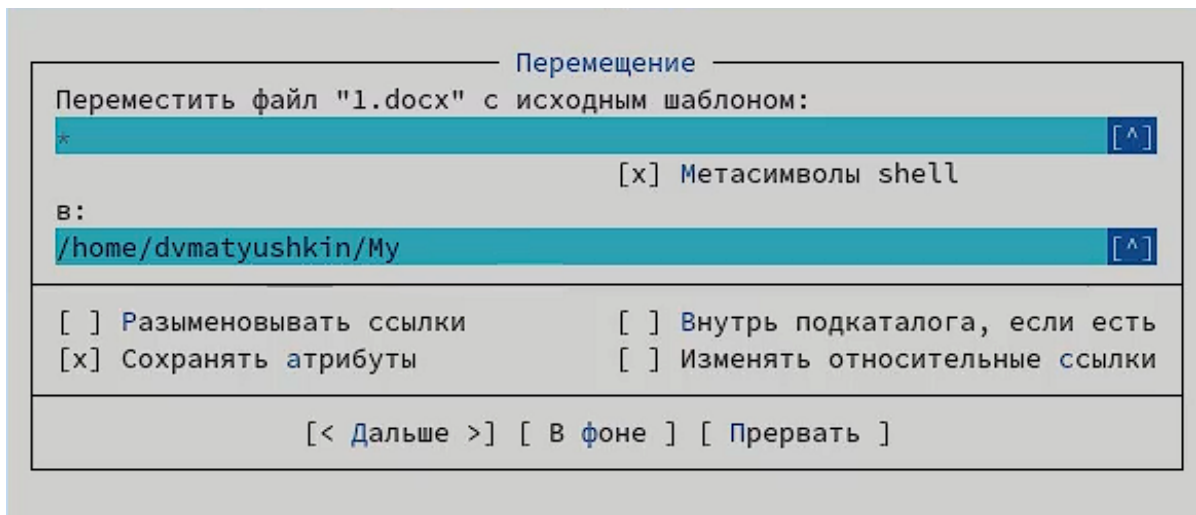 Перемещение
Переместить файл "1.docx" с исходным шаблоном:
* [^]
[x] Метасимволы shell
в:
/home/dvmatyushkin/My [^]
[ ] Разыменовывать ссылки [ ] Внутрь подкаталога, если есть
[x] Сохранять атрибуты [ ] Изменять относительные ссылки
[< Дальше >] [ В фоне ] [ Прервать ]